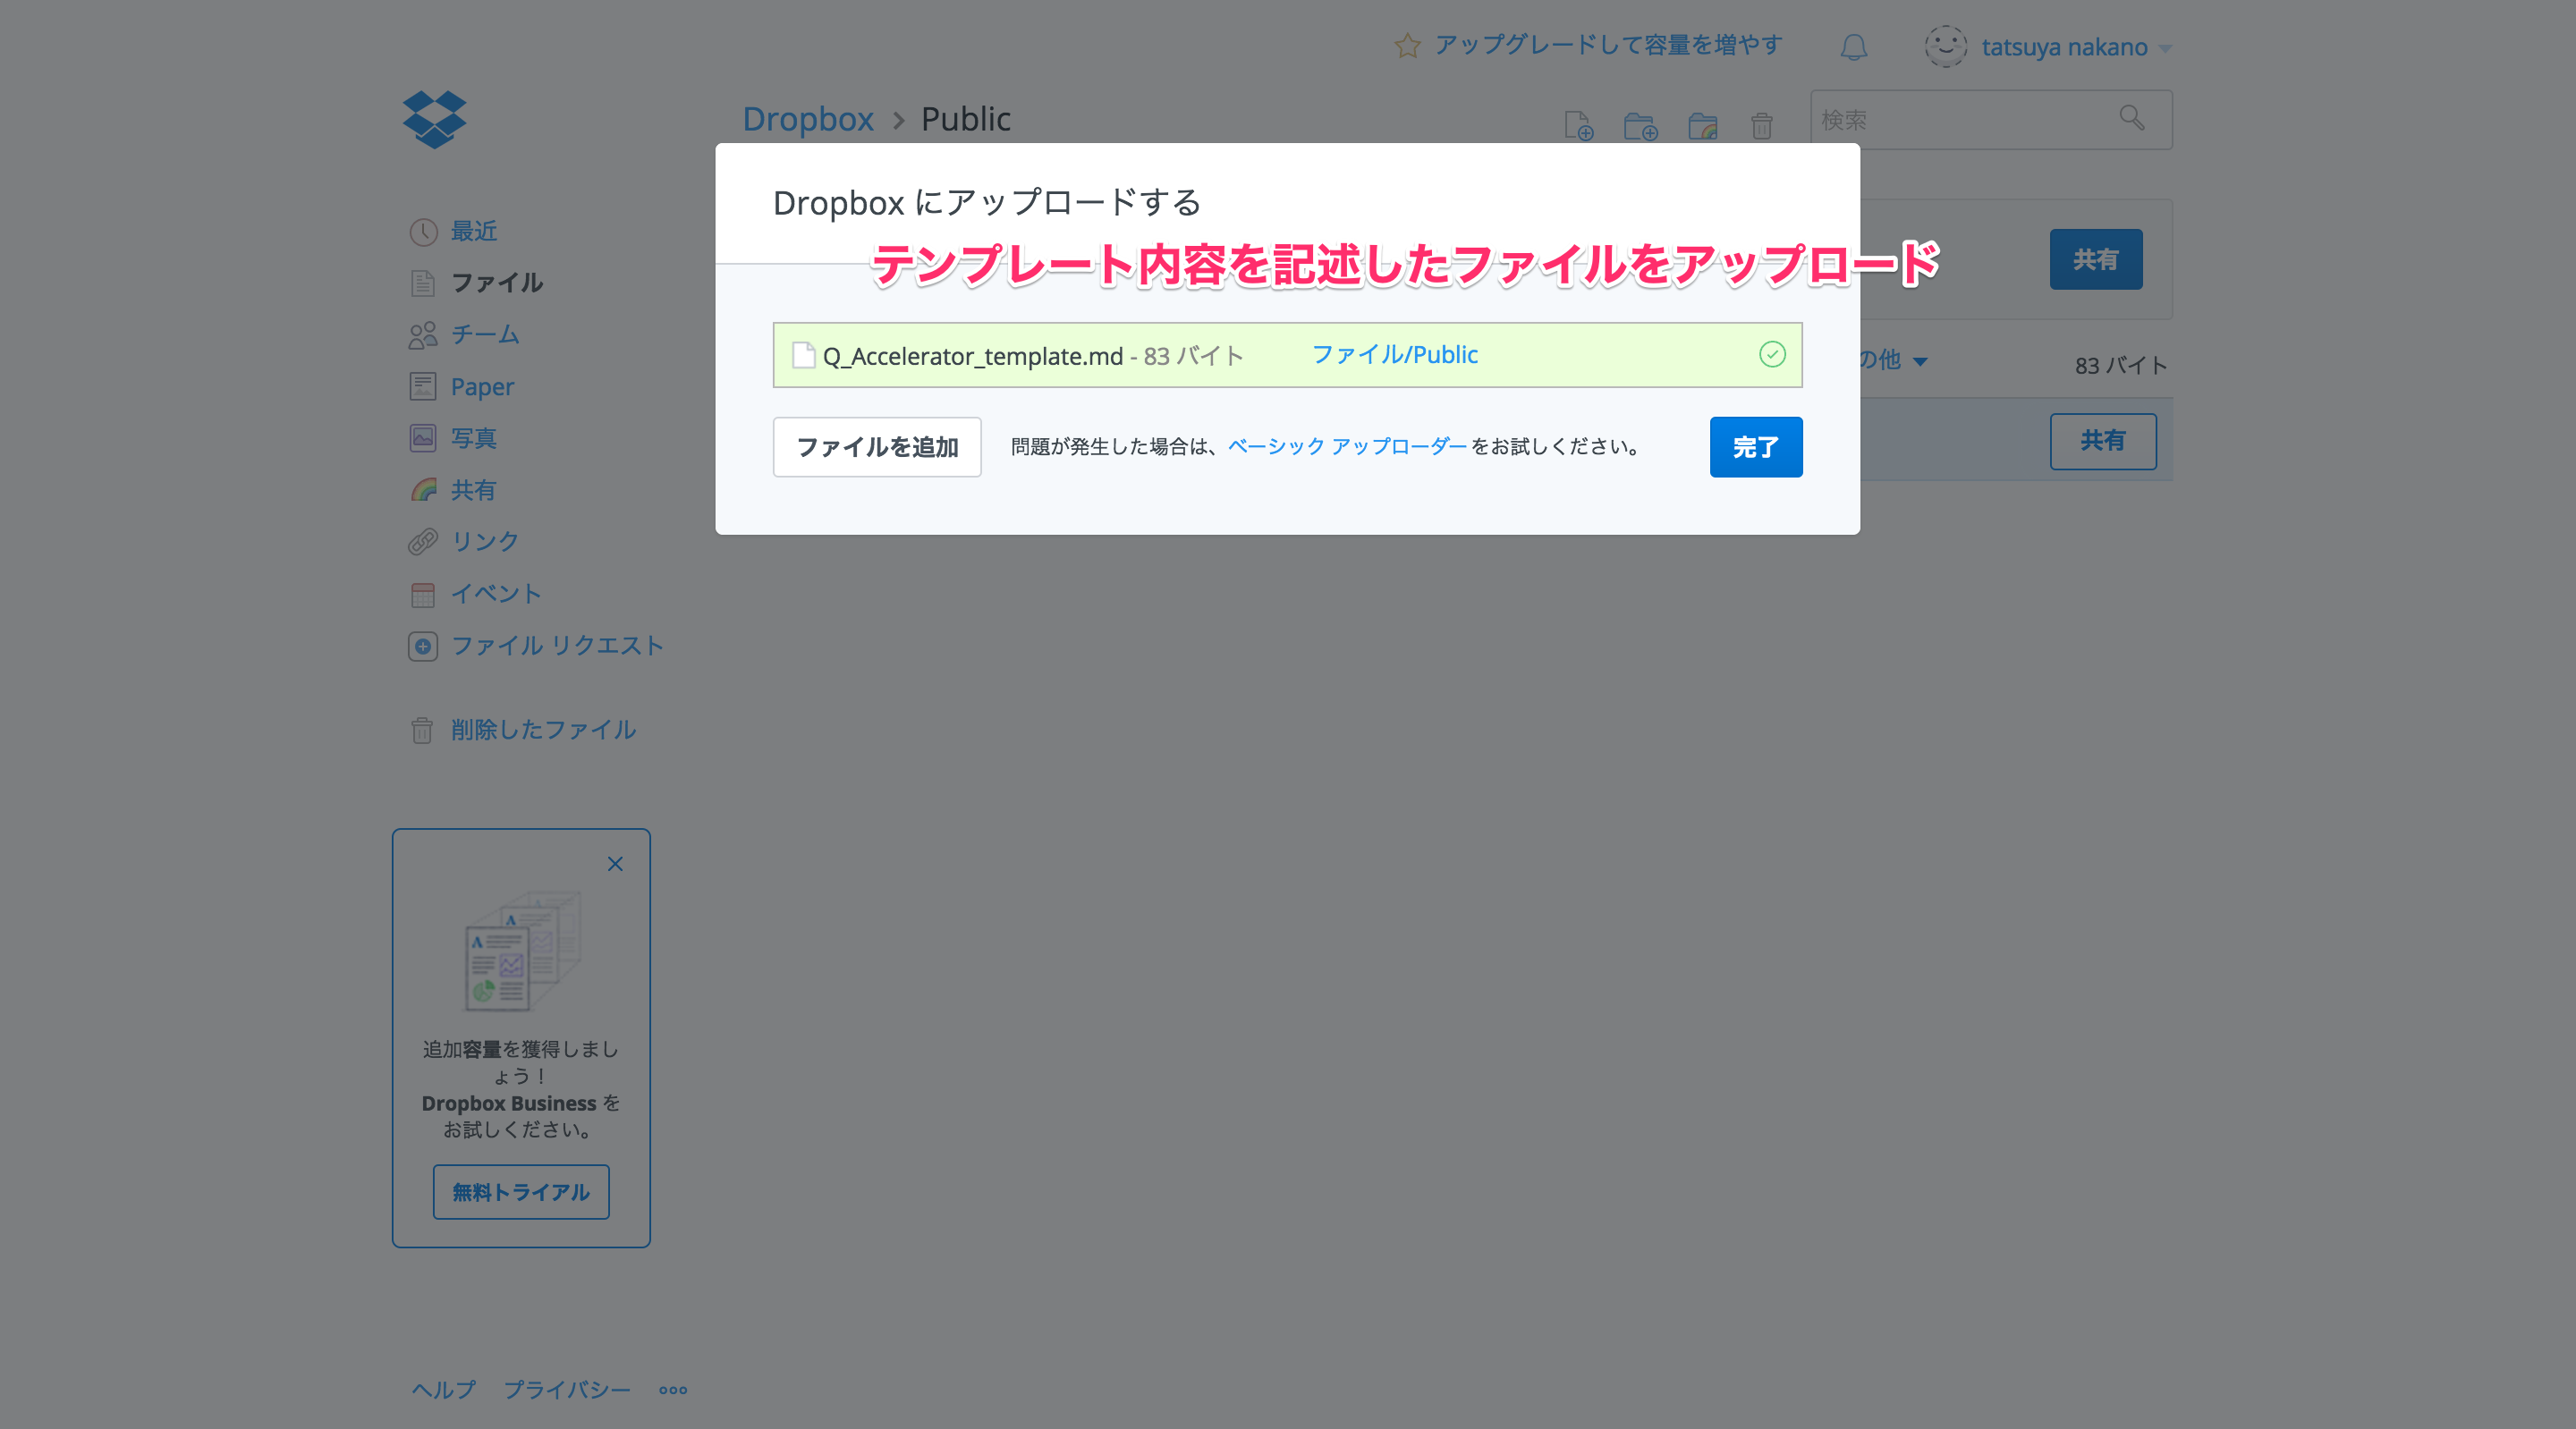 アップグレードして容量を増やす
tatsuya nakano
Dropbox › Public
検索
Dropbox にアップロードする
テンプレート内容を記述したファイルをアップロード
共有
Q_Accelerator_template.md - 83 バイト ファイル/Public
の他
83 バイト
ファイルを追加 問題が発生した場合は、ベーシック アップローダーをお試しください。 完了
共有
最近
ファイル
チーム
Paper
写真
共有
リンク
イベント
ファイル リクエスト
削除したファイル
追加容量を獲得しまし
ょう！
Dropbox Business を
お試しください。
無料トライアル
ヘルプ プライバシー